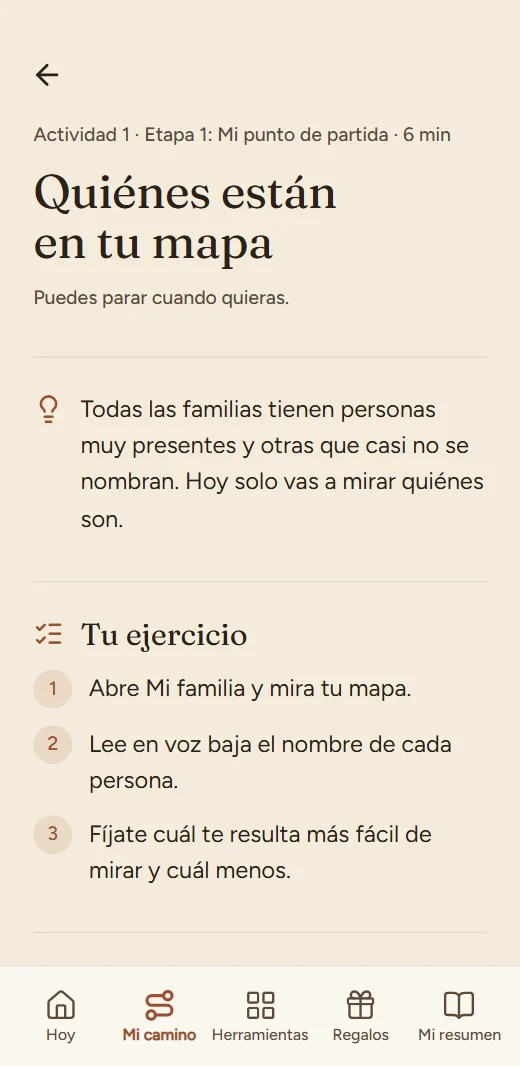 Actividad 1 · Etapa 1: Mi punto de partida · 6 min
Quiénes están
en tu mapa
Puedes parar cuando quieras.
Todas las familias tienen personas
muy presentes y otras que casi no se
nombran. Hoy solo vas a mirar quiénes
son.
Tu ejercicio
1 Abre Mi familia y mira tu mapa.
2 Lee en voz baja el nombre de cada
persona.
3 Fíjate cuál te resulta más fácil de
mirar y cuál menos.
Hoy Mi camino Herramientas Regalos Mi resumen